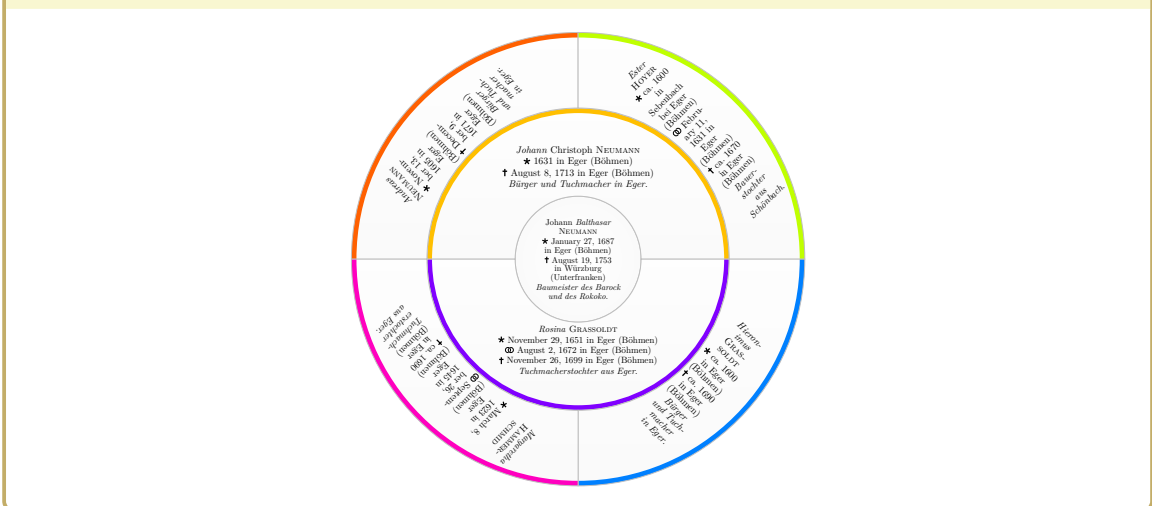 Andreas
NEUMANN
★ Novem-
ber 13,
1605 in
Eger
(Böhmen)
✝ Decem-
ber 9,
1671 in
Eger
(Böhmen)
Bürger
und Tuch-
macher
in Eger.
Ester
HOYER
★ ca. 1600
in
Sebenbach
bei Eger
(Böhmen)
⚭ Febru-
ary 11,
1631 in
Eger
(Böhmen)
✝ ca. 1670
in Eger
(Böhmen)
Bauer-
stochter
aus
Schönbach.
Johann Christoph NEUMANN
★ 1631 in Eger (Böhmen)
✝ August 8, 1713 in Eger (Böhmen)
Bürger und Tuchmacher in Eger.
Johann Balthasar
NEUMANN
★ January 27, 1687
in Eger (Böhmen)
✝ August 19, 1753
in Würzburg
(Unterfranken)
Baumeister des Barock
und des Rokoko.
Rosina GRASSOLDT
★ November 29, 1651 in Eger (Böhmen)
⚭ August 2, 1672 in Eger (Böhmen)
✝ November 26, 1699 in Eger (Böhmen)
Tuchmacherstochter aus Eger.
Margaretha
HAMMER-
SCHMID
★ March 8,
1623 in
Eger
(Böhmen)
⚭ Septem-
ber 26,
1645 in
Eger
(Böhmen)
✝ ca. 1690
in Eger
(Böhmen)
Tuchmach-
erstochter
aus Eger.
Hieron-
imus
GRAS-
SOLDT
★ ca. 1600
in Eger
(Böhmen)
✝ ca. 1690
in Eger
(Böhmen)
Bürger
und Tuch-
macher
in Eger.